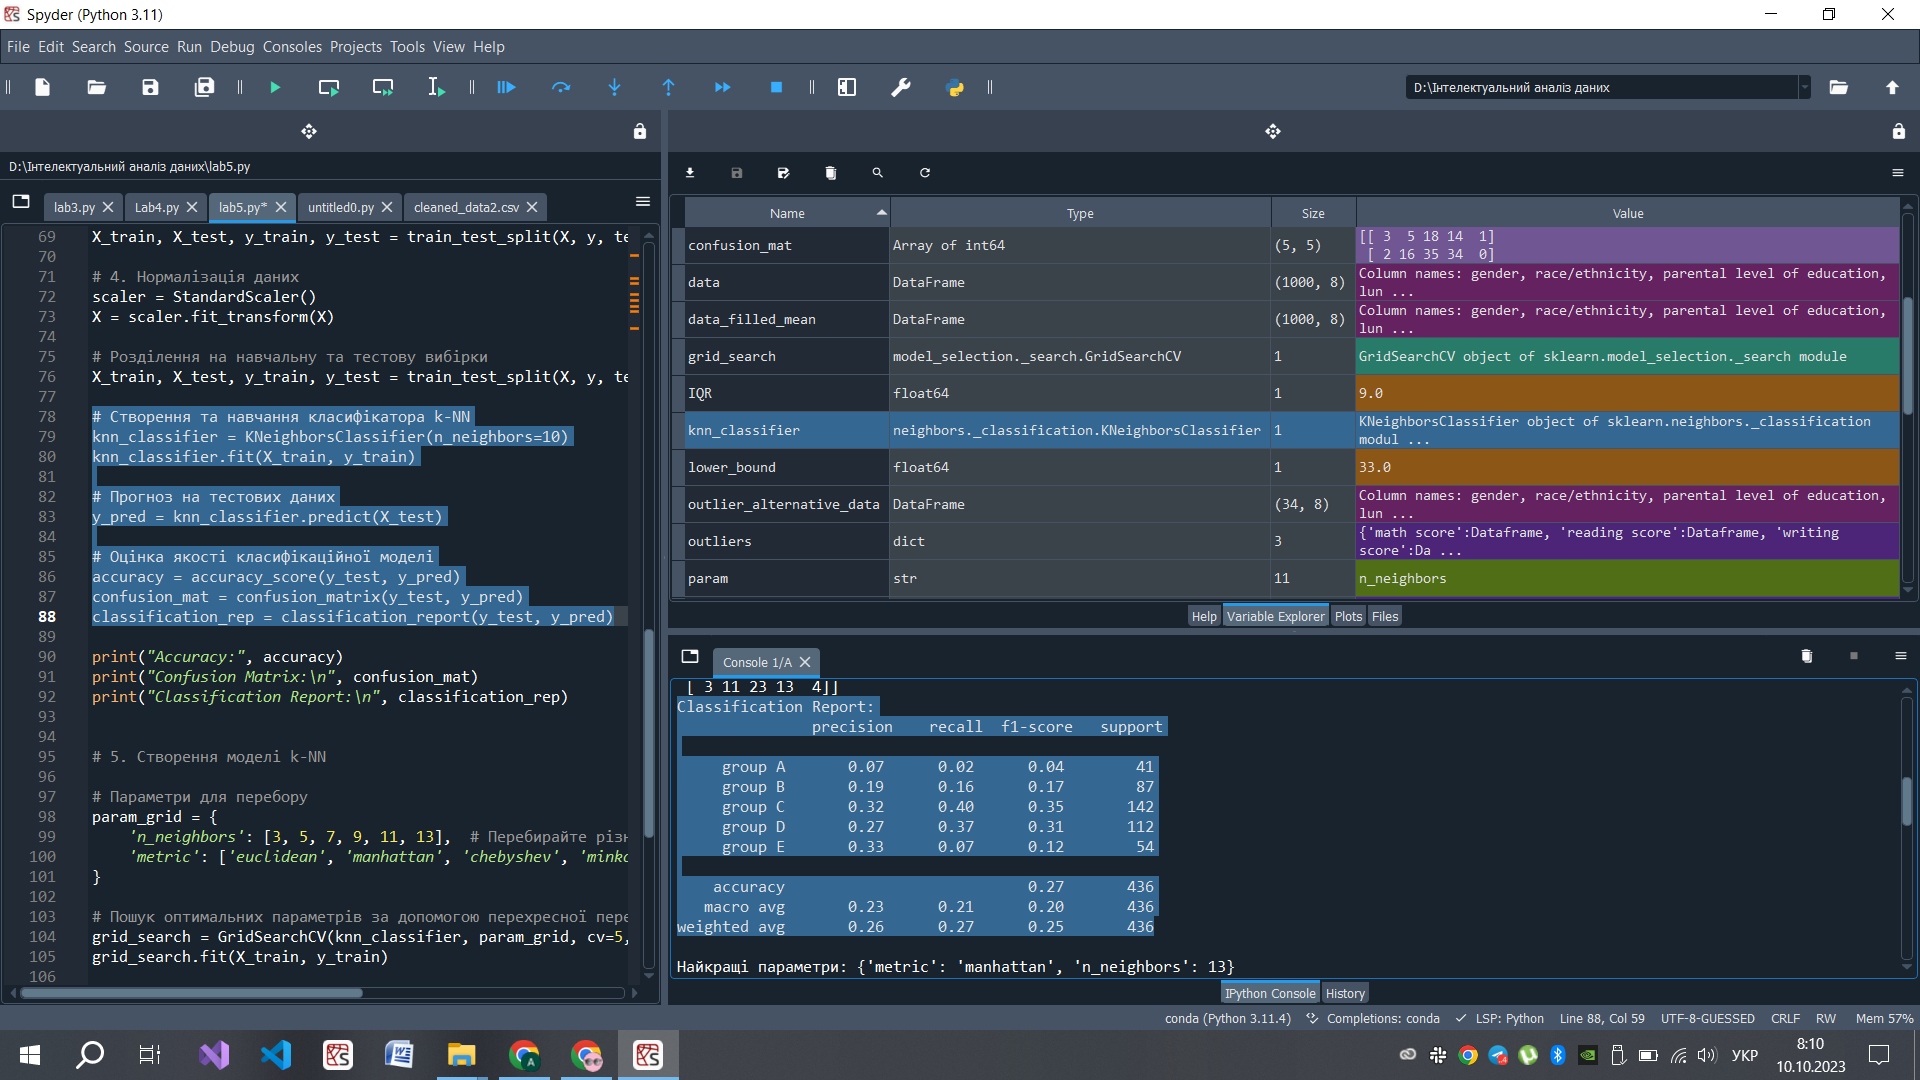 Spyder (Python 3.11)
File Edit Search Source Run Debug Consoles Projects Tools View Help
D:\Інтелектуальний аналіз даних
D:\Інтелектуальний аналіз даних\lab5.py
lab3.py Lab4.py lab5.py* untitled0.py cleaned_data2.csv
69 X_train, X_test, y_train, y_test = train_test_split(X, y, te
70
71 # 4. Нормалізація даних
72 scaler = StandardScaler()
73 X = scaler.fit_transform(X)
74
75 # Розділення на навчальну та тестову вибірки
76 X_train, X_test, y_train, y_test = train_test_split(X, y, te
77
78 # Створення та навчання класифікатора k-NN
79 knn_classifier = KNeighborsClassifier(n_neighbors=10)
80 knn_classifier.fit(X_train, y_train)
81
82 # Прогноз на тестових даних
83 y_pred = knn_classifier.predict(X_test)
84
85 # Оцінка якості класифікаційної моделі
86 accuracy = accuracy_score(y_test, y_pred)
87 confusion_mat = confusion_matrix(y_test, y_pred)
88 classification_rep = classification_report(y_test, y_pred)
89
90 print("Accuracy:", accuracy)
91 print("Confusion Matrix:\n", confusion_mat)
92 print("Classification Report:\n", classification_rep)
93
94
95 # 5. Створення моделі k-NN
96
97 # Параметри для перебору
98 param_grid = {
99 'n_neighbors': [3, 5, 7, 9, 11, 13], # Перебирайте різн
100 'metric': ['euclidean', 'manhattan', 'chebyshev', 'minko
101 }
102
103 # Пошук оптимальних параметрів за допомогою перехресної пере
104 grid_search = GridSearchCV(knn_classifier, param_grid, cv=5,
105 grid_search.fit(X_train, y_train)
106
Name Type Size Value
confusion_mat Array of int64 (5, 5) [[ 3 5 18 14 1]
[ 2 16 35 34 0]
data DataFrame (1000, 8) Column names: gender, race/ethnicity, parental level of education,
lun ...
data_filled_mean DataFrame (1000, 8) Column names: gender, race/ethnicity, parental level of education,
lun ...
grid_search model_selection._search.GridSearchCV 1 GridSearchCV object of sklearn.model_selection._search module
IQR float64 1 9.0
knn_classifier neighbors._classification.KNeighborsClassifier 1 KNeighborsClassifier object of sklearn.neighbors._classification
modul ...
lower_bound float64 1 33.0
outlier_alternative_data DataFrame (34, 8) Column names: gender, race/ethnicity, parental level of education,
lun ...
outliers dict 3 {'math score':Dataframe, 'reading score':Dataframe, 'writing
score':Da ...
param str 11 n_neighbors
Help Variable Explorer Plots Files
Console 1/A
[ 3 11 23 13 4]]
Classification Report:
precision recall f1-score support
group A 0.07 0.02 0.04 41
group B 0.19 0.16 0.17 87
group C 0.32 0.40 0.35 142
group D 0.27 0.37 0.31 112
group E 0.33 0.07 0.12 54
accuracy 0.27 436
macro avg 0.23 0.21 0.20 436
weighted avg 0.26 0.27 0.25 436
Найкращі параметри: {'metric': 'manhattan', 'n_neighbors': 13}
IPython Console History
conda (Python 3.11.4) Completions: conda LSP: Python Line 88, Col 59 UTF-8-GUESSED CRLF RW Mem 57%
УКР
8:10
10.10.2023